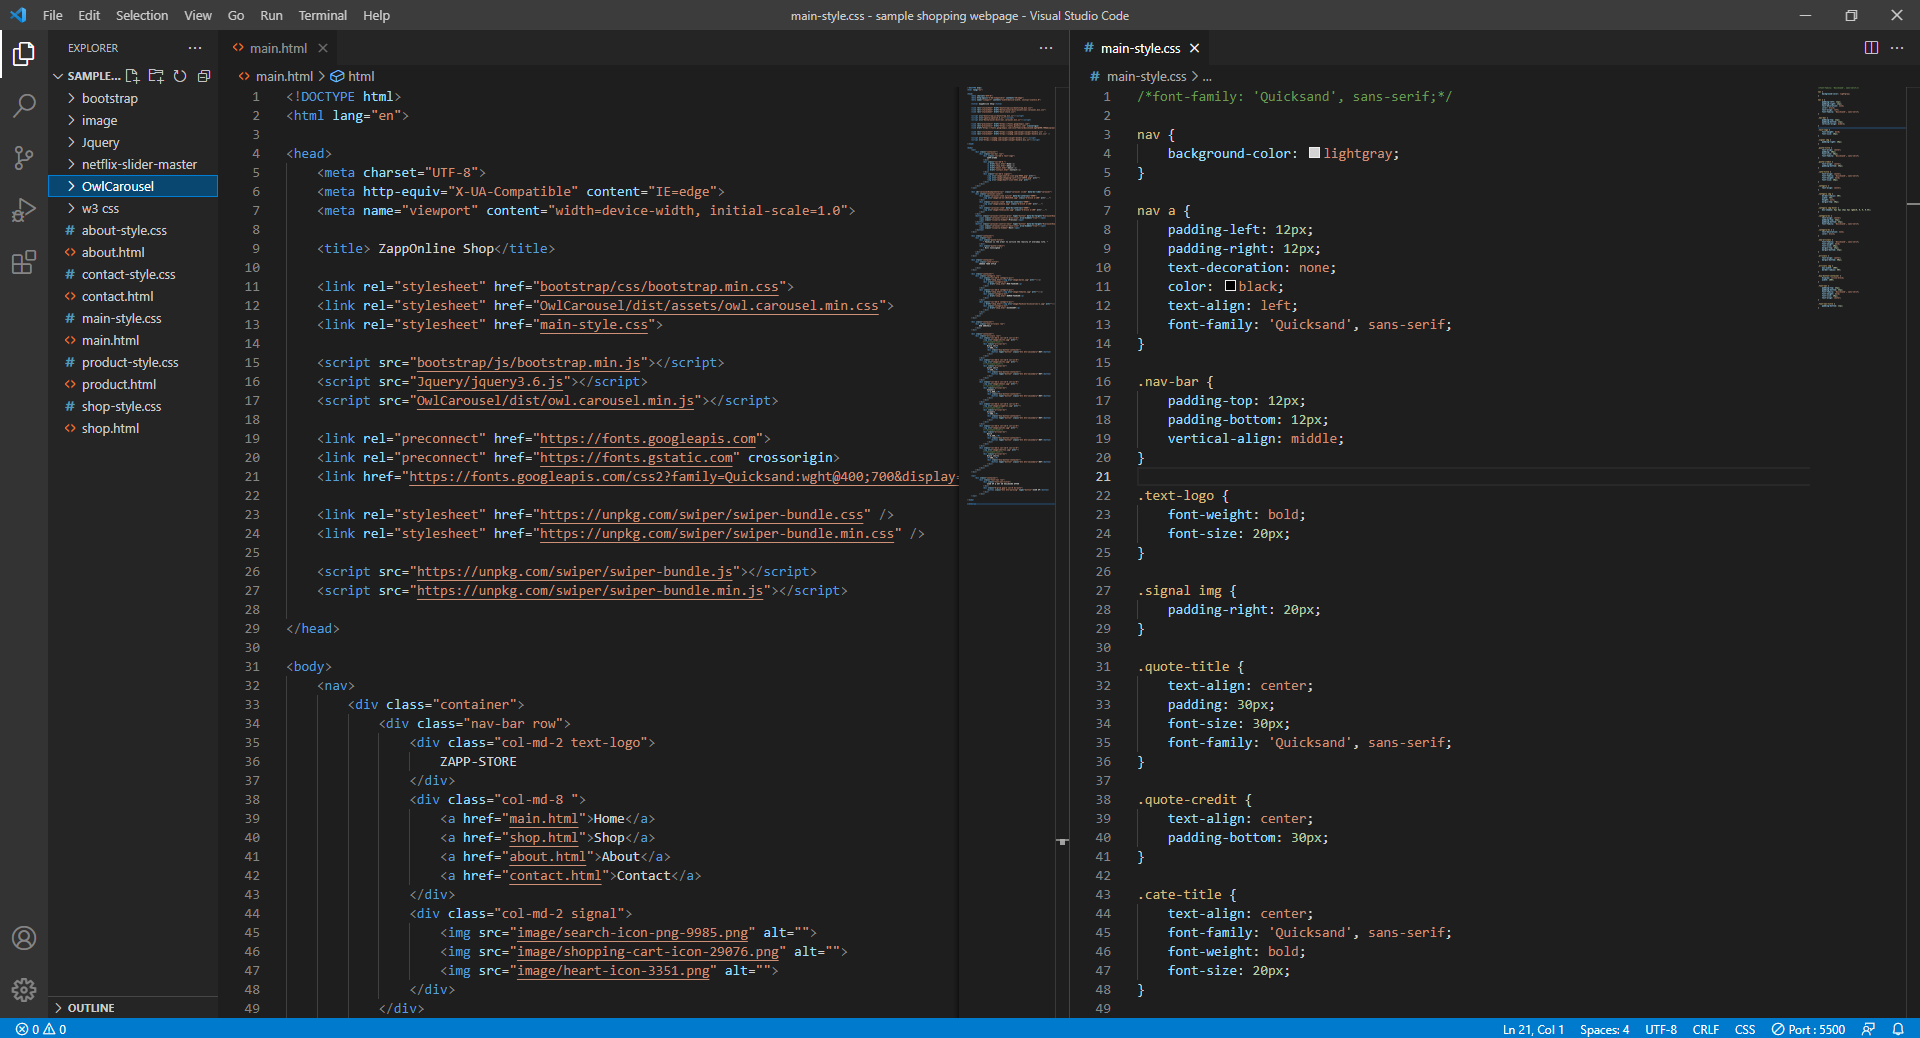 File Edit Selection View Go Run Terminal Help
main-style.css - sample shopping webpage - Visual Studio Code
EXPLORER
SAMPLE...
bootstrap
image
Jquery
netflix-slider-master
OwlCarousel
w3 css
# about-style.css
<> about.html
# contact-style.css
<> contact.html
# main-style.css
<> main.html
# product-style.css
<> product.html
# shop-style.css
<> shop.html
OUTLINE
<> main.html
<> main.html > html
1 <!DOCTYPE html>
2 <html lang="en">
3
4 <head>
5 <meta charset="UTF-8">
6 <meta http-equiv="X-UA-Compatible" content="IE=edge">
7 <meta name="viewport" content="width=device-width, initial-scale=1.0">
8
9 <title> ZappOnline Shop</title>
10
11 <link rel="stylesheet" href="bootstrap/css/bootstrap.min.css">
12 <link rel="stylesheet" href="OwlCarousel/dist/assets/owl.carousel.min.css">
13 <link rel="stylesheet" href="main-style.css">
14
15 <script src="bootstrap/js/bootstrap.min.js"></script>
16 <script src="Jquery/jquery3.6.js"></script>
17 <script src="OwlCarousel/dist/owl.carousel.min.js"></script>
18
19 <link rel="preconnect" href="https://fonts.googleapis.com">
20 <link rel="preconnect" href="https://fonts.gstatic.com" crossorigin>
21 <link href="https://fonts.googleapis.com/css2?family=Quicksand:wght@400;700&display=
22
23 <link rel="stylesheet" href="https://unpkg.com/swiper/swiper-bundle.css" />
24 <link rel="stylesheet" href="https://unpkg.com/swiper/swiper-bundle.min.css" />
25
26 <script src="https://unpkg.com/swiper/swiper-bundle.js"></script>
27 <script src="https://unpkg.com/swiper/swiper-bundle.min.js"></script>
28
29 </head>
30
31 <body>
32 <nav>
33 <div class="container">
34 <div class="nav-bar row">
35 <div class="col-md-2 text-logo">
36 ZAPP-STORE
37 </div>
38 <div class="col-md-8 ">
39 <a href="main.html">Home</a>
40 <a href="shop.html">Shop</a>
41 <a href="about.html">About</a>
42 <a href="contact.html">Contact</a>
43 </div>
44 <div class="col-md-2 signal">
45 <img src="image/search-icon-png-9985.png" alt="">
46 <img src="image/shopping-cart-icon-29076.png" alt="">
47 <img src="image/heart-icon-3351.png" alt="">
48 </div>
49 </div>
# main-style.css
# main-style.css > ...
1 /*font-family: 'Quicksand', sans-serif;*/
2
3 nav {
4 background-color: lightgray;
5 }
6
7 nav a {
8 padding-left: 12px;
9 padding-right: 12px;
10 text-decoration: none;
11 color: black;
12 text-align: left;
13 font-family: 'Quicksand', sans-serif;
14 }
15
16 .nav-bar {
17 padding-top: 12px;
18 padding-bottom: 12px;
19 vertical-align: middle;
20 }
21
22 .text-logo {
23 font-weight: bold;
24 font-size: 20px;
25 }
26
27 .signal img {
28 padding-right: 20px;
29 }
30
31 .quote-title {
32 text-align: center;
33 padding: 30px;
34 font-size: 30px;
35 font-family: 'Quicksand', sans-serif;
36 }
37
38 .quote-credit {
39 text-align: center;
40 padding-bottom: 30px;
41 }
42
43 .cate-title {
44 text-align: center;
45 font-family: 'Quicksand', sans-serif;
46 font-weight: bold;
47 font-size: 20px;
48 }
49
0 0
Ln 21, Col 1 Spaces: 4 UTF-8 CRLF CSS Port : 5500